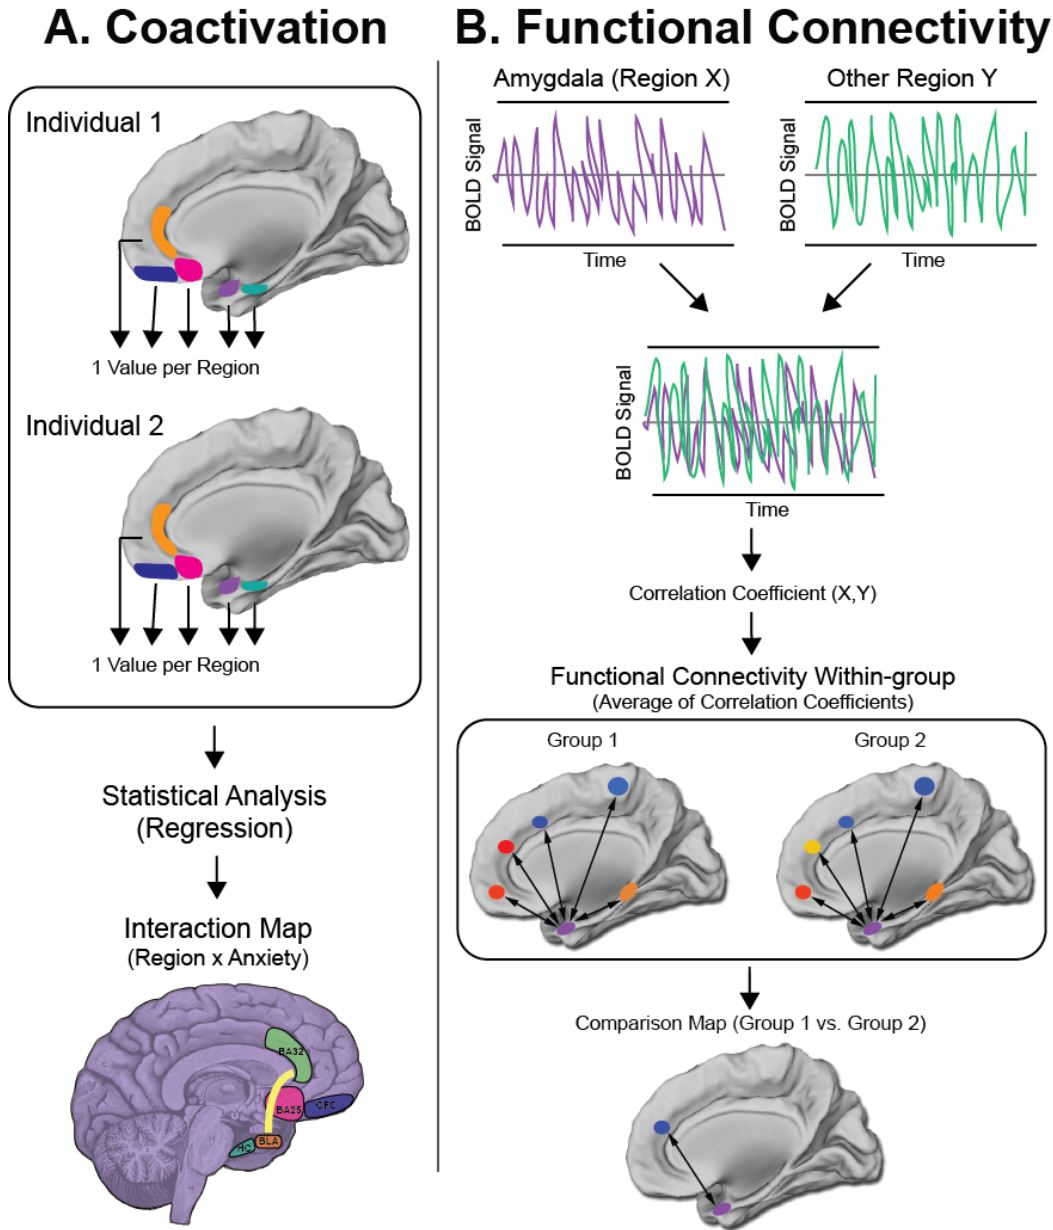 A. Coactivation
Individual 1
1 Value per Region
Individual 2
1 Value per Region
Statistical Analysis
(Regression)
Interaction Map
(Region x Anxiety)
BA32
BA25
OFC
HC
BLA
B. Functional Connectivity
Amygdala (Region X)
Other Region Y
BOLD Signal
BOLD Signal
Time
Time
BOLD Signal
Time
Correlation Coefficient (X,Y)
Functional Connectivity Within-group
(Average of Correlation Coefficients)
Group 1
Group 2
Comparison Map (Group 1 vs. Group 2)